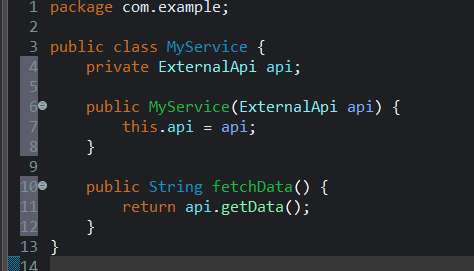 1 package com.example;
2
3 public class MyService {
4     private ExternalApi api;
5
6     public MyService(ExternalApi api) {
7         this.api = api;
8     }
9
10     public String fetchData() {
11         return api.getData();
12     }
13 }
14